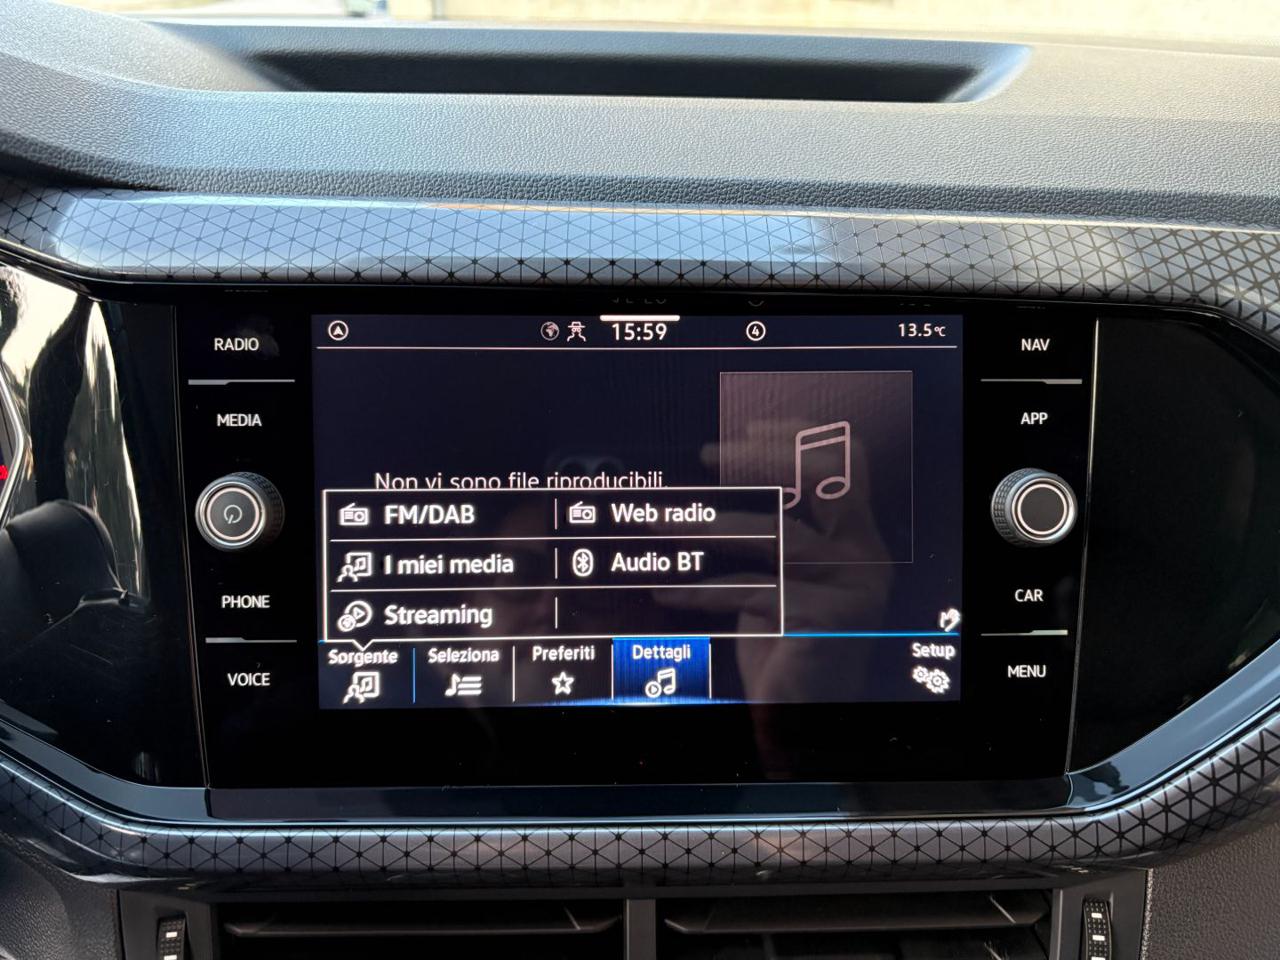 RADIO
MEDIA
PHONE
VOICE
15:59
4
13.5°C
Non vi sono file riproducibili.
FM/DAB
Web radio
I miei media
Audio BT
Streaming
Sorgente
Seleziona
Preferiti
Dettagli
Setup
NAV
APP
CAR
MENU